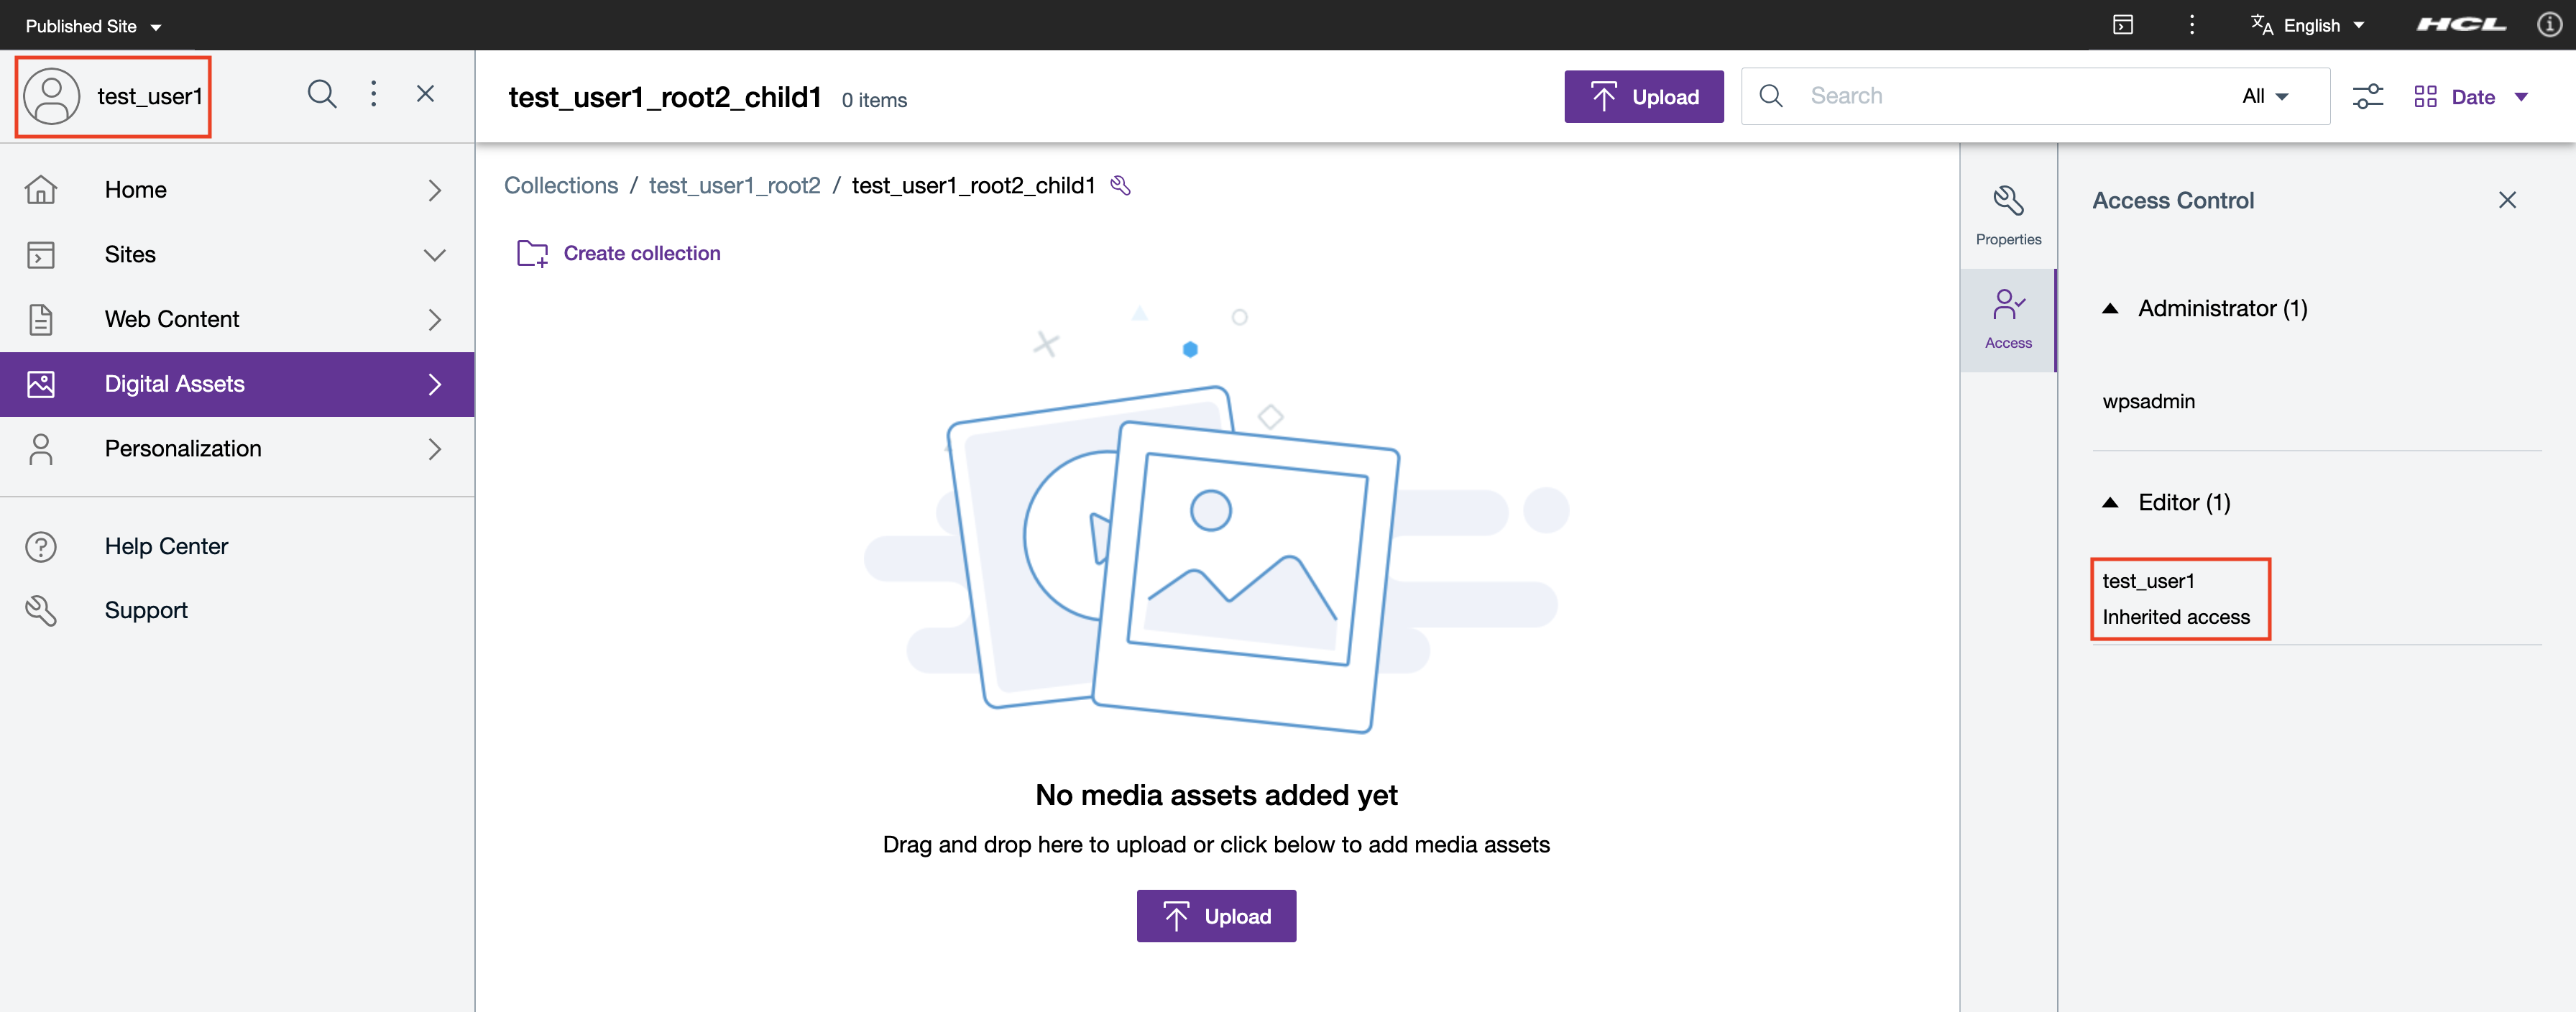 Published Site
English
HCL
test_user1
test_user1_root2_child1
0 items
Upload
Search
All
Date
Home
Sites
Web Content
Digital Assets
Personalization
Help Center
Support
Collections / test_user1_root2 / test_user1_root2_child1
Create collection
No media assets added yet
Drag and drop here to upload or click below to add media assets
Upload
Properties
Access
Access Control
Administrator (1)
wpsadmin
Editor (1)
test_user1
Inherited access